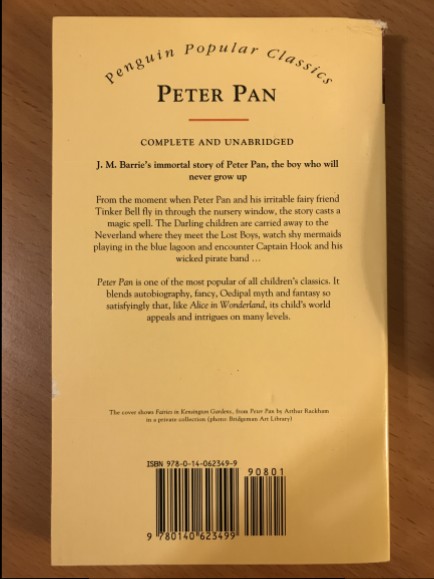 Penguin Popular Classics
PETER PAN
COMPLETE AND UNABRIDGED
J. M. Barrie's immortal story of Peter Pan, the boy who will
never grow up
From the moment when Peter Pan and his irritable fairy friend
Tinker Bell fly in through the nursery window, the story casts a
magic spell. The Darling children are carried away to the
Neverland where they meet the Lost Boys, watch shy mermaids
playing in the blue lagoon and encounter Captain Hook and his
wicked pirate band ...
Peter Pan is one of the most popular of all children's classics. It
blends autobiography, fancy, Oedipal myth and fantasy so
satisfyingly that, like Alice in Wonderland, its child's world
appeals and intrigues on many levels.
The cover shows Fairies in Kensington Gardens, from Peter Pan by Arthur Rackham
in a private collection (photo: Bridgeman Art Library)
ISBN 978-0-14-062349-9
90801
9 780140 623499